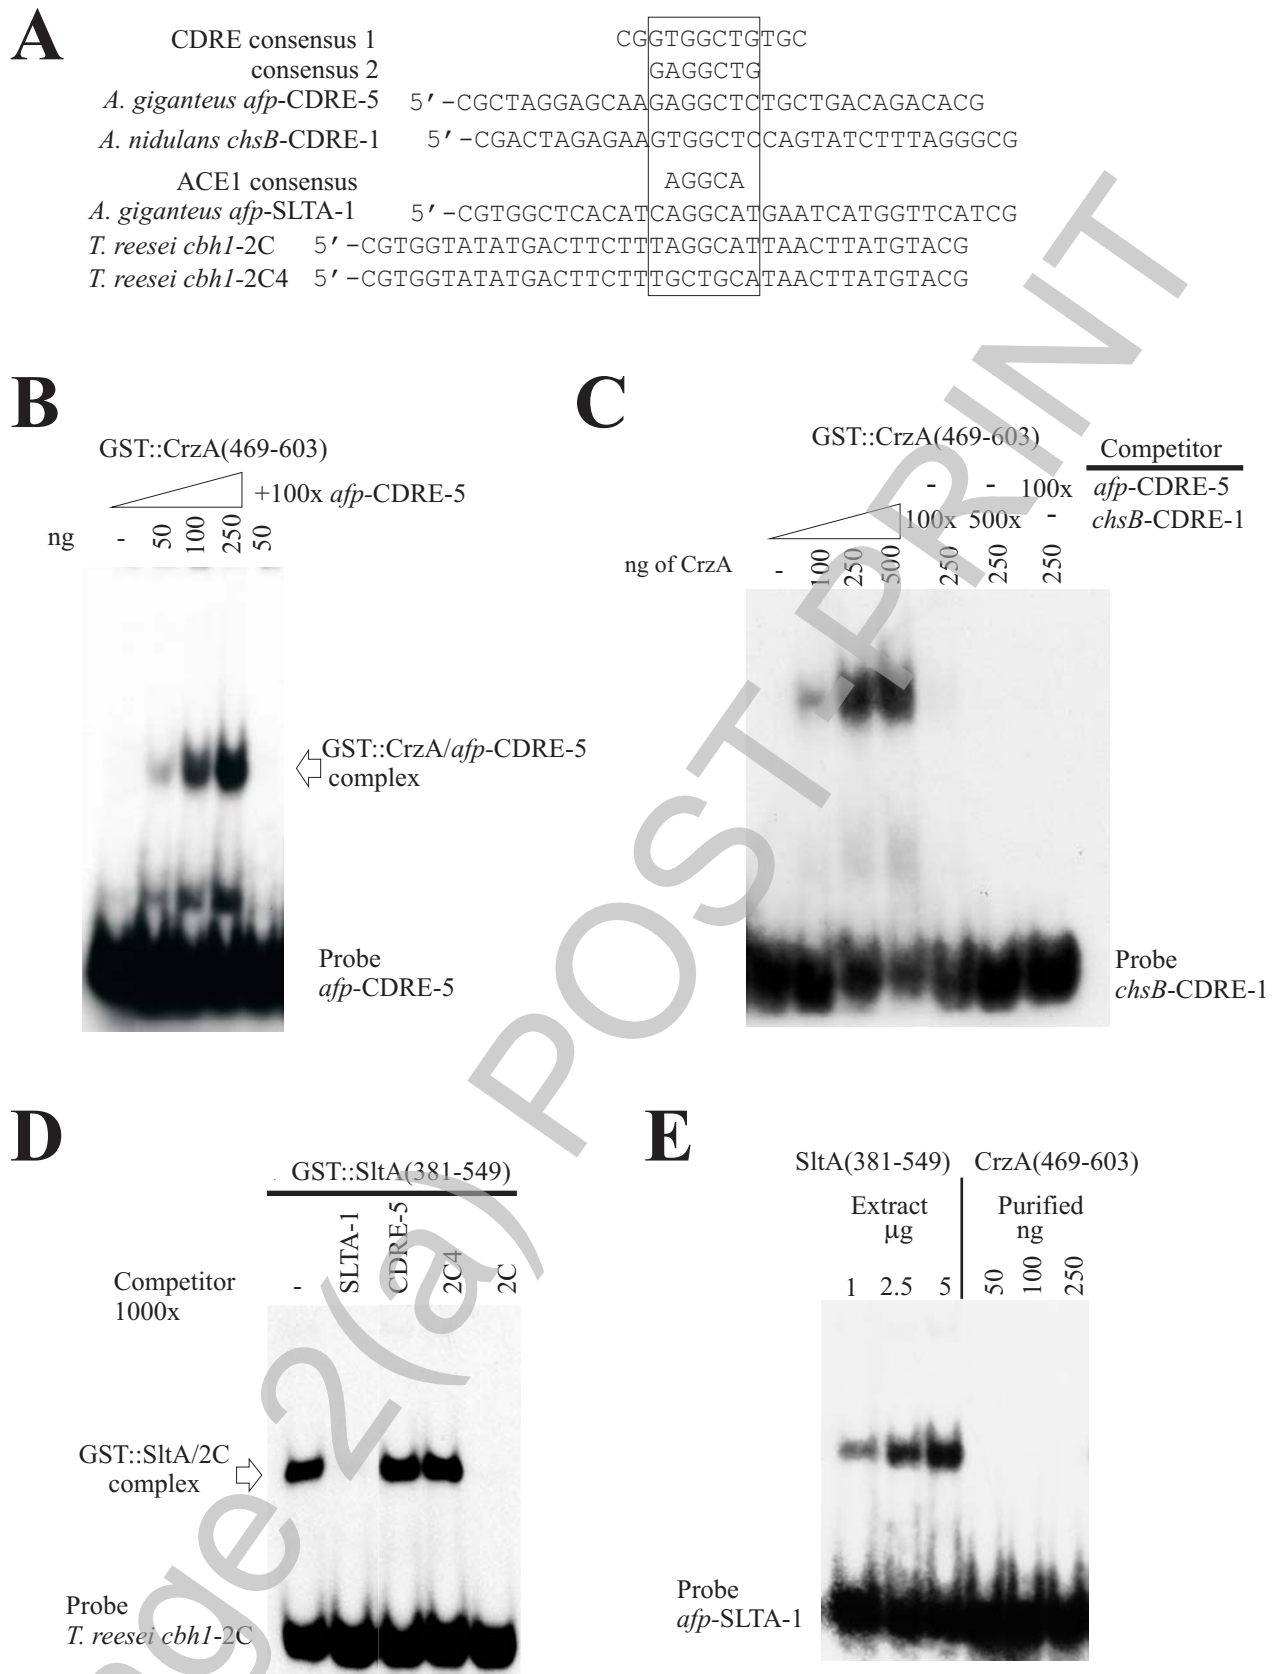 A
CDRE consensus 1 CGGTGGCTGTGC
consensus 2 GAGGCTG
A. giganteus afp-CDRE-5 5′-CGCTAGGAGCAAGAGGCTCTGCTGACAGACACG
A. nidulans chsB-CDRE-1 5′-CGACTAGAGAAGTGGCTCCAGTATCTTTAGGGCG
ACE1 consensus AGGCA
A. giganteus afp-SLTA-1 5′-CGTGGCTCACATCAGGCATGAATCATGGTTCATCG
T. reesei cbh1-2C 5′-CGTGGTATATGACTTCTTTAGGCATTAACTTATGTACG
T. reesei cbh1-2C4 5′-CGTGGTATATGACTTCTTTGCTGCATAACTTATGTACG
B
GST::CrzA(469-603)
+100x afp-CDRE-5
ng - 50 100 250 50
GST::CrzA/afp-CDRE-5
complex
Probe
afp-CDRE-5
C
GST::CrzA(469-603)
Competitor
- - 100x afp-CDRE-5
100x 500x - chsB-CDRE-1
ng of CrzA - 100 250 500 250 250 250
Probe
chsB-CDRE-1
D
GST::SltA(381-549)
Competitor
1000x
- SLTA-1 CDRE-5 2C4 2C
GST::SltA/2C
complex
Probe
T. reesei cbh1-2C
E
SltA(381-549) CrzA(469-603)
Extract Purified
µg ng
1 2.5 5 50 100 250
Probe
afp-SLTA-1
age 2(a) POST-PRINT